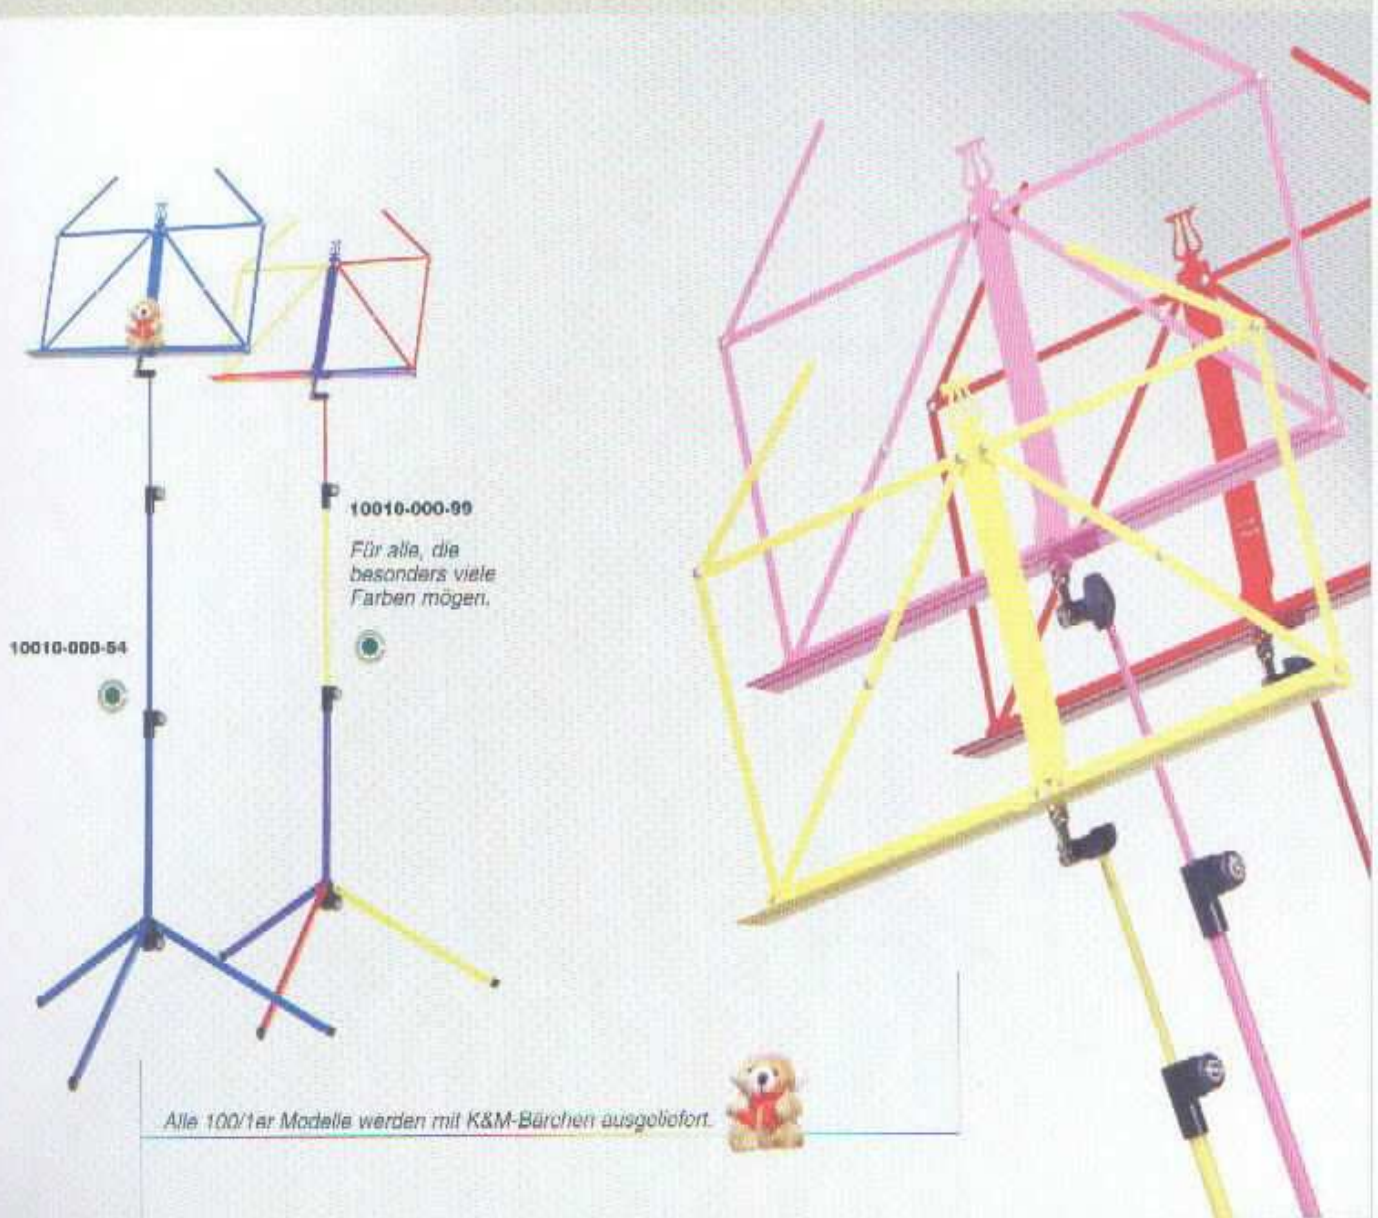 10010-000-99
Für alle, die
besonders viele
Farben mögen.
10010-000-54
Alle 100/1er Modelle werden mit K&M-Bärchen ausgeliefert.